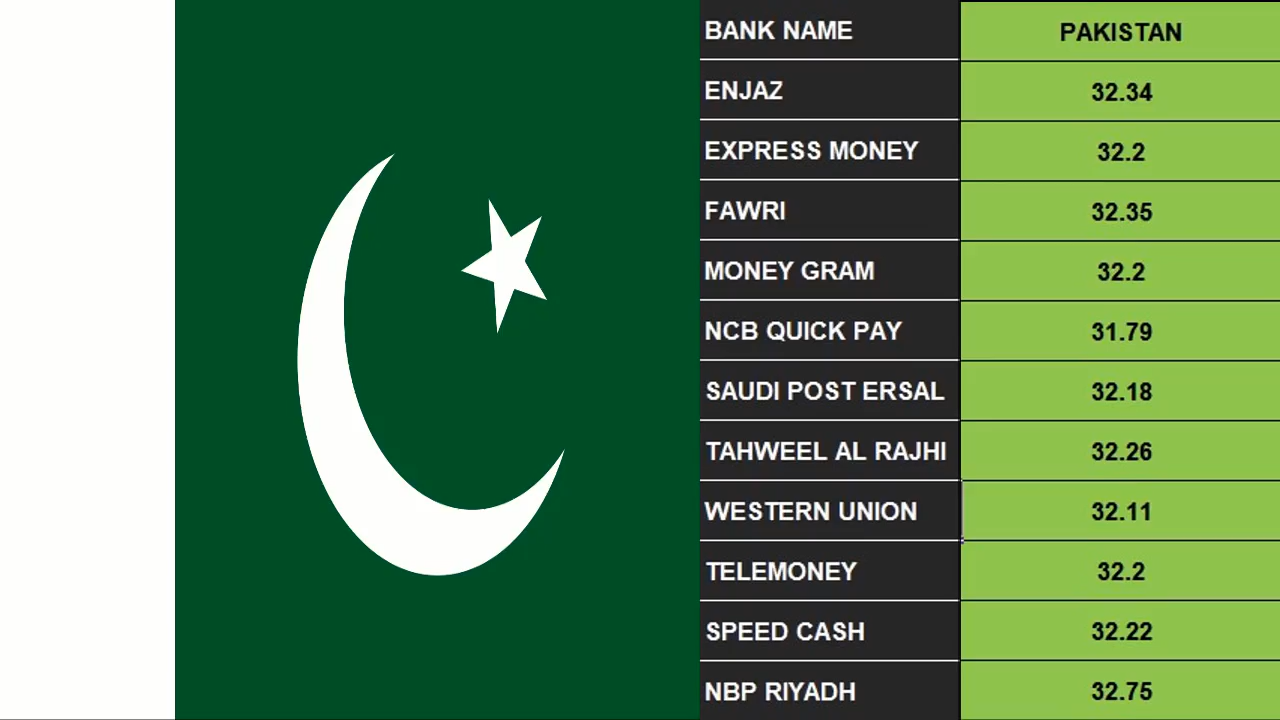 BANK NAME PAKISTAN
ENJAZ 32.34
EXPRESS MONEY 32.2
FAWRI 32.35
MONEY GRAM 32.2
NCB QUICK PAY 31.79
SAUDI POST ERSAL 32.18
TAHWEEL AL RAJHI 32.26
WESTERN UNION 32.11
TELEMONEY 32.2
SPEED CASH 32.22
NBP RIYADH 32.75